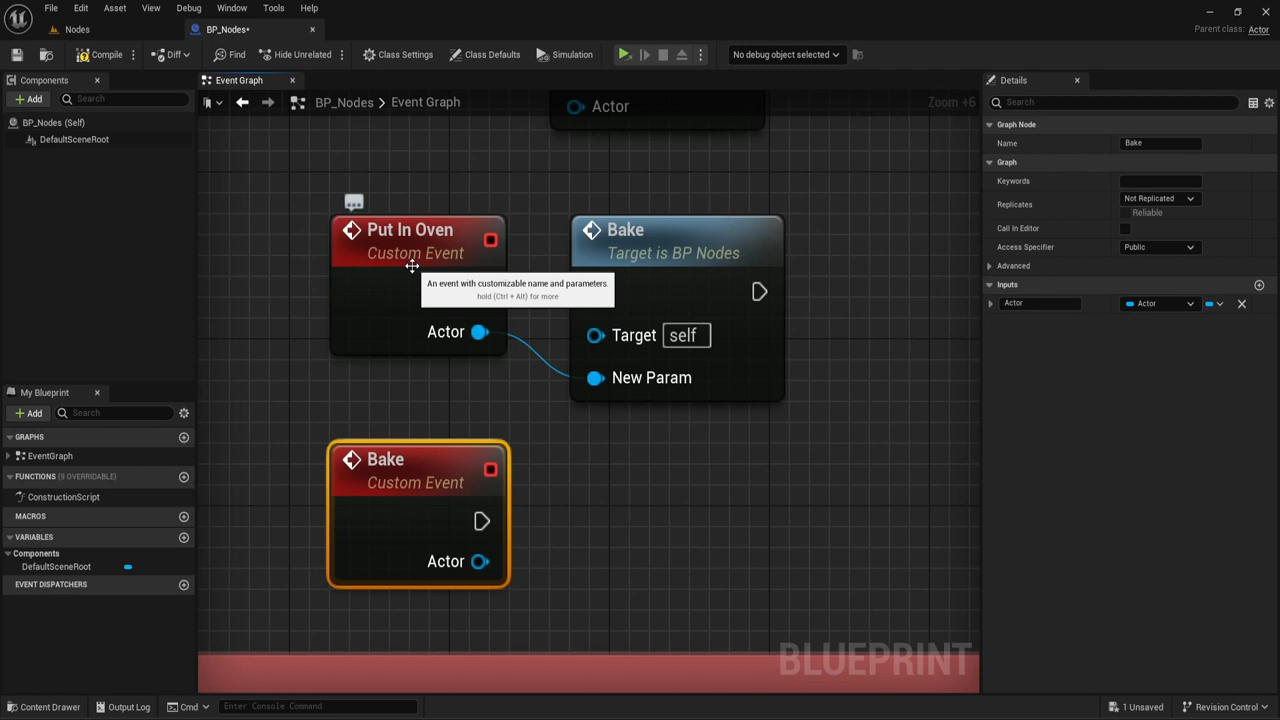 File Edit Asset View Debug Window Tools Help
Nodes
BP_Nodes*
Parent class: Actor
Compile
Diff
Find
Hide Unrelated
Class Settings
Class Defaults
Simulation
No debug object selected
Components
Add
Search
BP_Nodes (Self)
DefaultSceneRoot
My Blueprint
Add
Search
GRAPHS
EventGraph
FUNCTIONS (9 OVERRIDABLE)
ConstructionScript
MACROS
VARIABLES
Components
DefaultSceneRoot
EVENT DISPATCHERS
Event Graph
BP_Nodes > Event Graph
Zoom +6
Actor
Put In Oven
Custom Event
Actor
An event with customizable name and parameters.
hold (Ctrl + Alt) for more
Bake
Target is BP Nodes
Target self
New Param
Bake
Custom Event
Actor
BLUEPRINT
Details
Search
Graph Node
Name Bake
Graph
Keywords
Replicates Not Replicated
Reliable
Call In Editor
Access Specifier Public
Advanced
Inputs
Actor Actor
Content Drawer
Output Log
Cmd
Enter Console Command
1 Unsaved
Revision Control